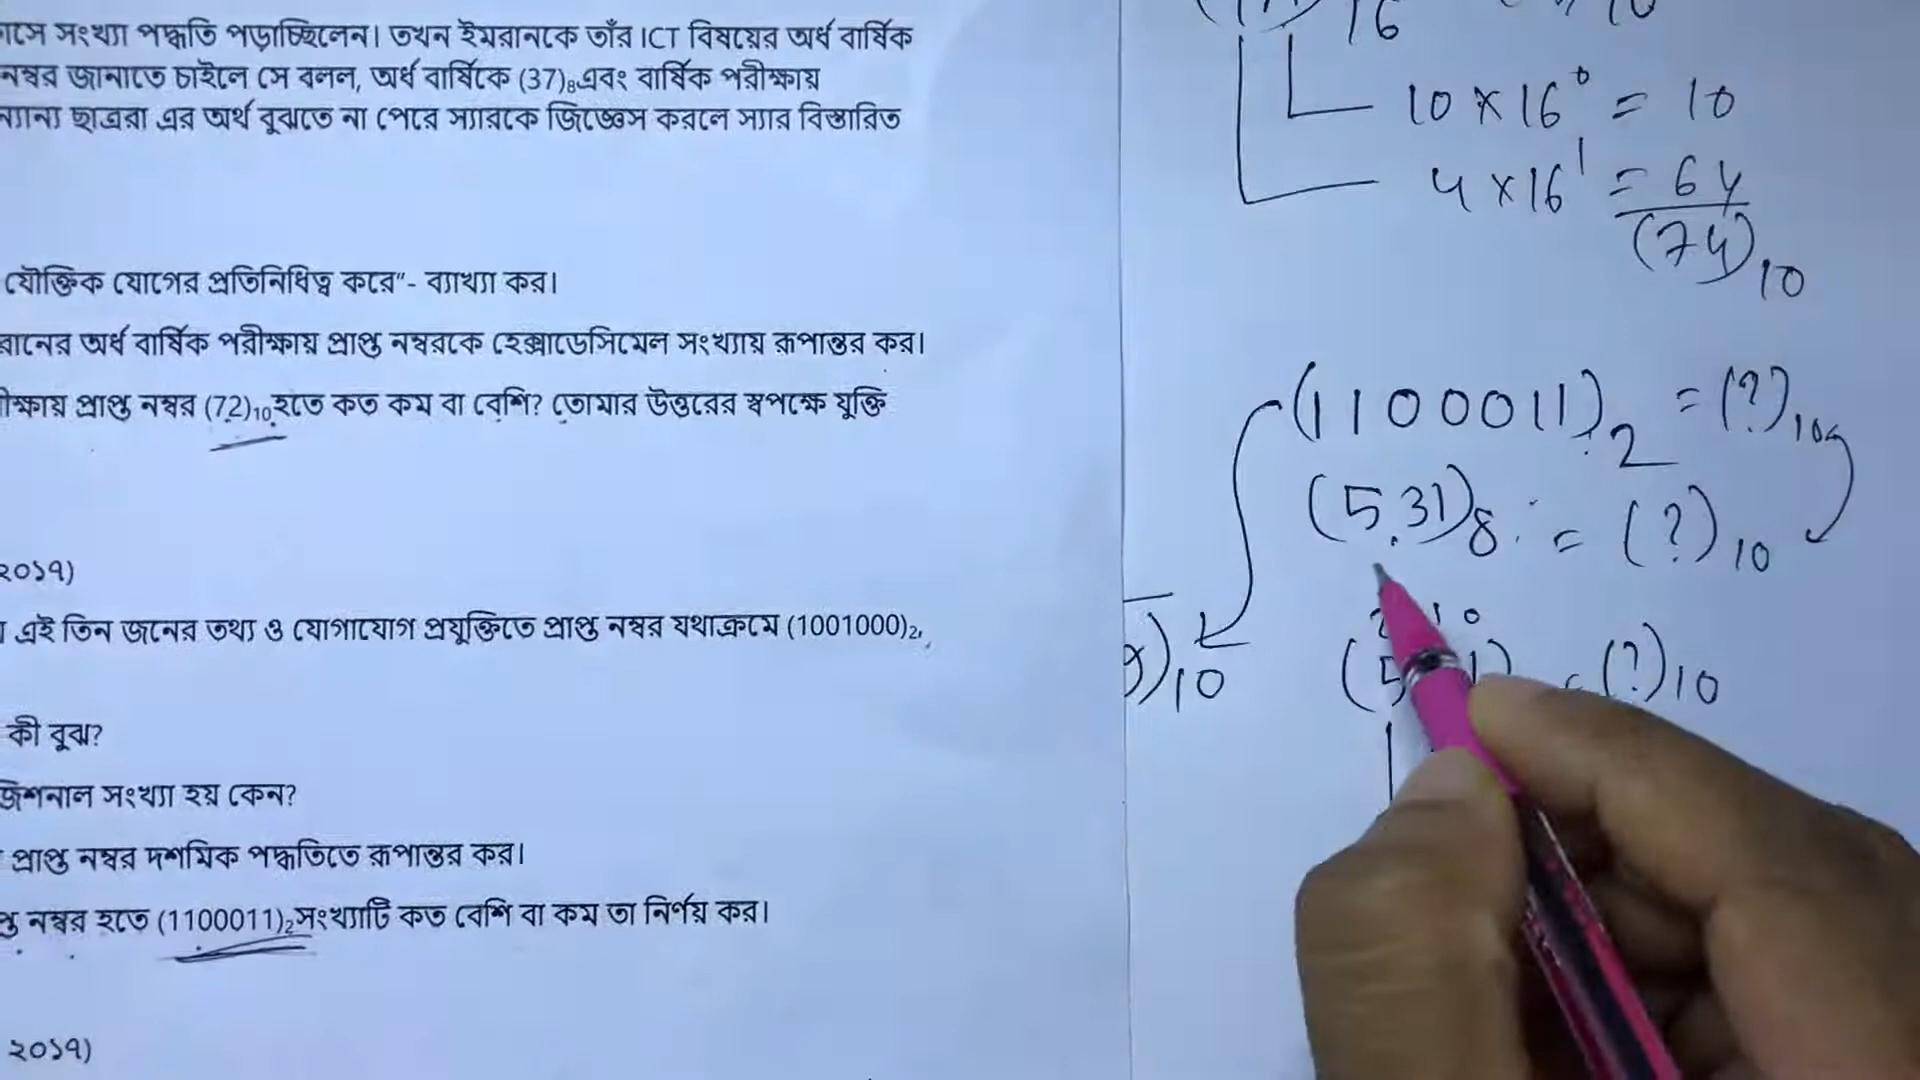 সংখ্যা পদ্ধতি পড়াচ্ছিলেন। তখন ইমরানকে তাঁর ICT বিষয়ের অর্ধ বার্ষিক
নম্বর জানাতে চাইলে সে বলল, অর্ধ বার্ষিকে (37)₈এবং বার্ষিক পরীক্ষায়
ছাত্ররা এর অর্থ বুঝতে না পেরে স্যারকে জিজ্ঞেস করলে স্যার বিস্তারিত
যৌক্তিক যোগের প্রতিনিধিত্ব করে"- ব্যাখ্যা কর।
অর্ধ বার্ষিক পরীক্ষায় প্রাপ্ত নম্বরকে হেক্সাডেসিমেল সংখ্যায় রূপান্তর কর।
প্রাপ্ত নম্বর (72)₁₀হতে কত কম বা বেশি? তোমার উত্তরের স্বপক্ষে যুক্তি
২০১৭)
এই তিন জনের তথ্য ও যোগাযোগ প্রযুক্তিতে প্রাপ্ত নম্বর যথাক্রমে (1001000)₂,
কী বুঝ?
সংখ্যা হয় কেন?
প্রাপ্ত নম্বর দশমিক পদ্ধতিতে রূপান্তর কর।
নম্বর হতে (1100011)₂সংখ্যাটি কত বেশি বা কম তা নির্ণয় কর।
২০১৭)
16 10
10 × 16⁰ = 10
4 × 16¹ = 64
(74)₁₀
(1100011)₂ = (?)₁₀
(531)₈ = (?)₁₀
)₁₀
= (?)₁₀